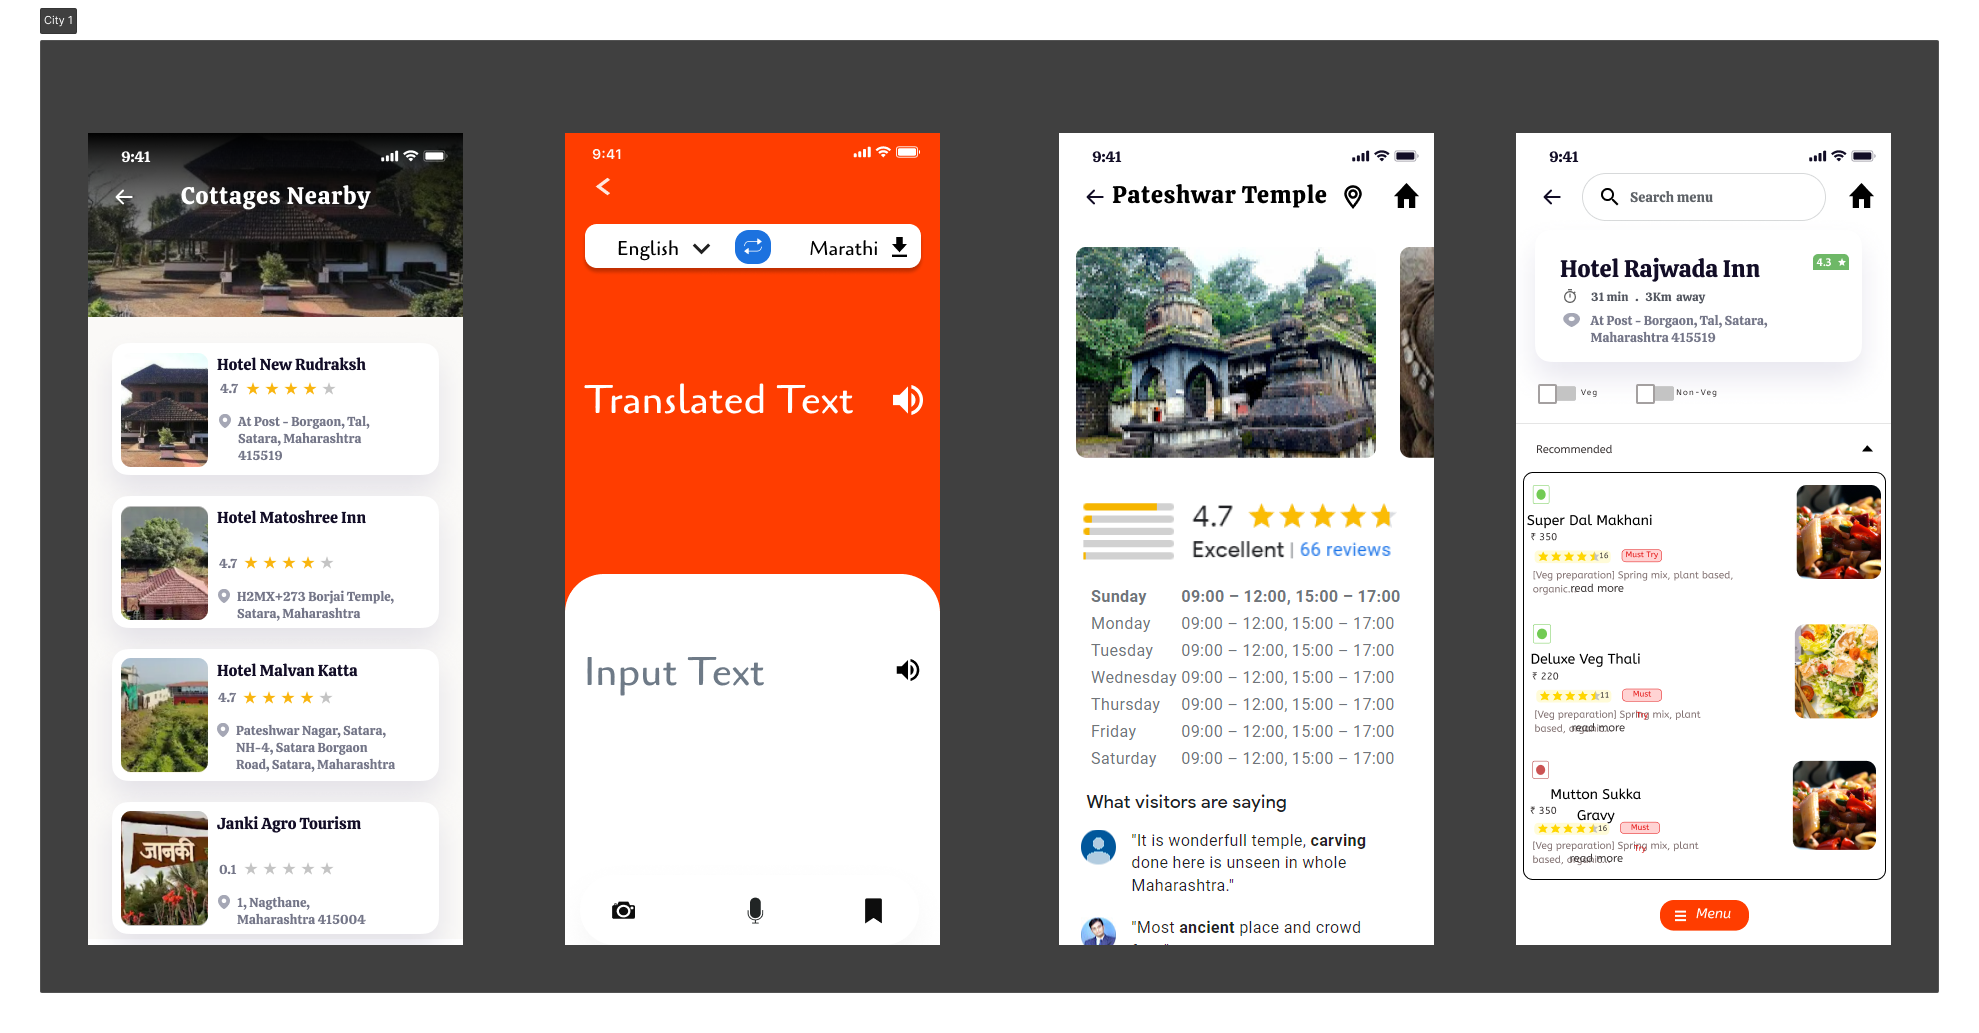 City 1
9:41
Cottages Nearby
Hotel New Rudraksh
4.7
At Post - Borgaon, Tal,
Satara, Maharashtra
415519
Hotel Matoshree Inn
4.7
H2MX+273 Borjai Temple,
Satara, Maharashtra
Hotel Malvan Katta
4.7
Pateshwar Nagar, Satara,
NH-4, Satara Borgaon
Road, Satara, Maharashtra
जानकी
Janki Agro Tourism
0.1
1, Nagthane,
Maharashtra 415004
9:41
English
Marathi
Translated Text
Input Text
9:41
Pateshwar Temple
4.7
Excellent | 66 reviews
Sunday 09:00 – 12:00, 15:00 – 17:00
Monday 09:00 – 12:00, 15:00 – 17:00
Tuesday 09:00 – 12:00, 15:00 – 17:00
Wednesday 09:00 – 12:00, 15:00 – 17:00
Thursday 09:00 – 12:00, 15:00 – 17:00
Friday 09:00 – 12:00, 15:00 – 17:00
Saturday 09:00 – 12:00, 15:00 – 17:00
What visitors are saying
"It is wonderfull temple, carving
done here is unseen in whole
Maharashtra."
"Most ancient place and crowd
9:41
Search menu
Hotel Rajwada Inn
4.3
31 min . 3Km away
At Post - Borgaon, Tal, Satara,
Maharashtra 415519
Veg
Non-Veg
Recommended
Super Dal Makhani
₹ 350
16
Must Try
[Veg preparation] Spring mix, plant based,
organic...
read more
Deluxe Veg Thali
₹ 220
11
Must
Try
[Veg preparation] Spring mix, plant
based, organic...
read more
Mutton Sukka
Gravy
₹ 350
16
Must
Try
[Veg preparation] Spring mix, plant
based, organic...
read more
Menu